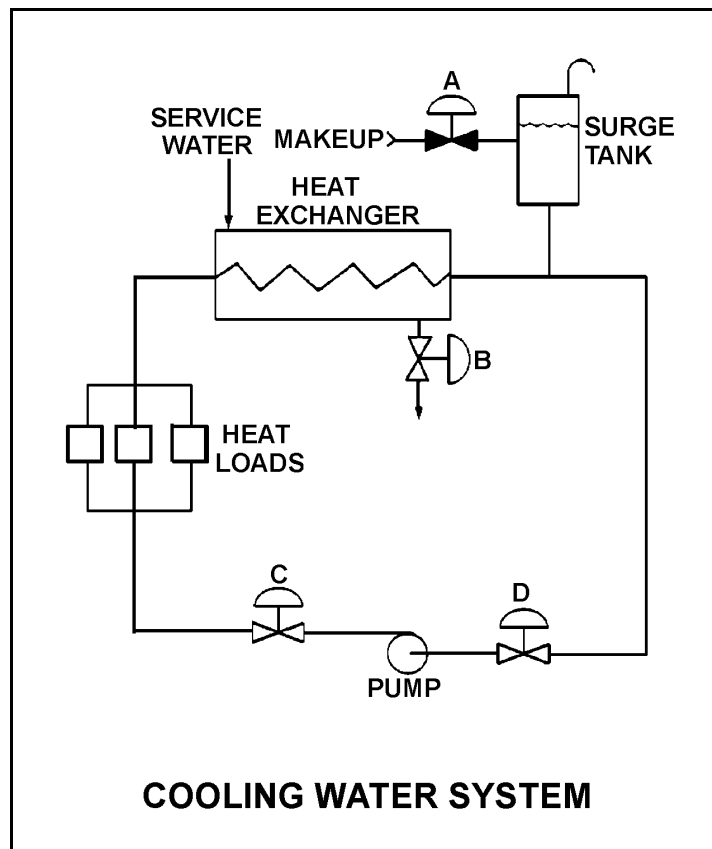 A
SERVICE
WATER
MAKEUP
SURGE
TANK
HEAT
EXCHANGER
B
HEAT
LOADS
C
D
PUMP
COOLING WATER SYSTEM